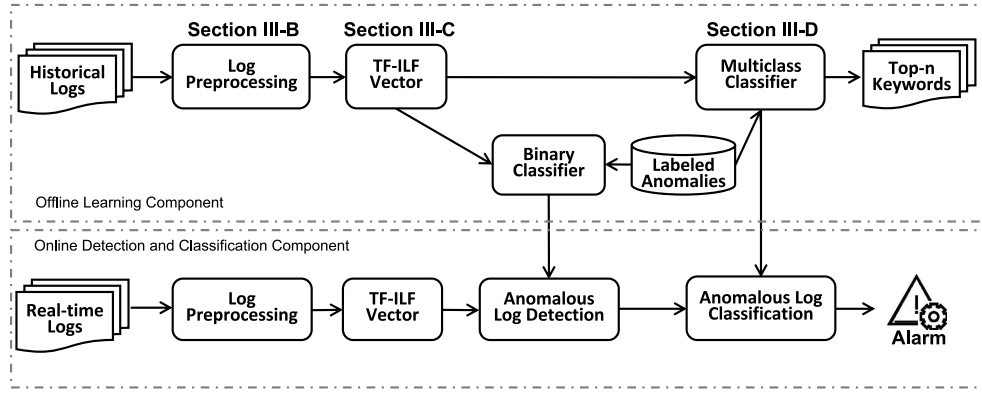 Section III-B
Section III-C
Section III-D
Historical
Logs
Log
Preprocessing
TF-ILF
Vector
Multiclass
Classifier
Top-n
Keywords
Binary
Classifier
Labeled
Anomalies
Offline Learning Component
Online Detection and Classification Component
Real-time
Logs
Log
Preprocessing
TF-ILF
Vector
Anomalous
Log Detection
Anomalous Log
Classification
Alarm